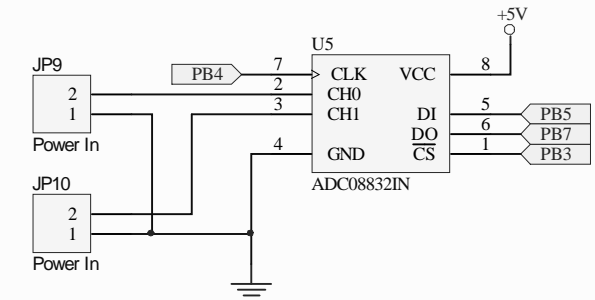 +5V
U5
JP9
PB4 7 CLK VCC 8
2 2 CH0
1 3 CH1 DI 5 PB5
DO 6 PB7
Power In 4 GND CS 1 PB3
JP10 ADC08832IN
2
1
Power In